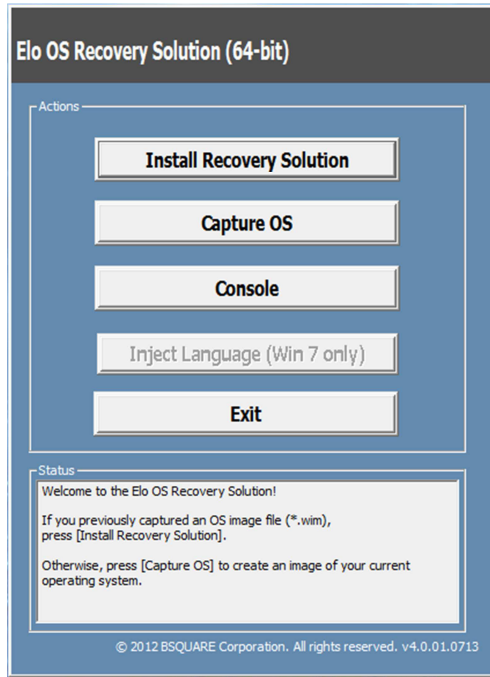 Elo OS Recovery Solution (64-bit)
Actions
Install Recovery Solution
Capture OS
Console
Inject Language (Win 7 only)
Exit
Status
Welcome to the Elo OS Recovery Solution!
If you previously captured an OS image file (*.wim),
press [Install Recovery Solution].
Otherwise, press [Capture OS] to create an image of your current
operating system.
© 2012 BSQUARE Corporation. All rights reserved. v4.0.01.0713